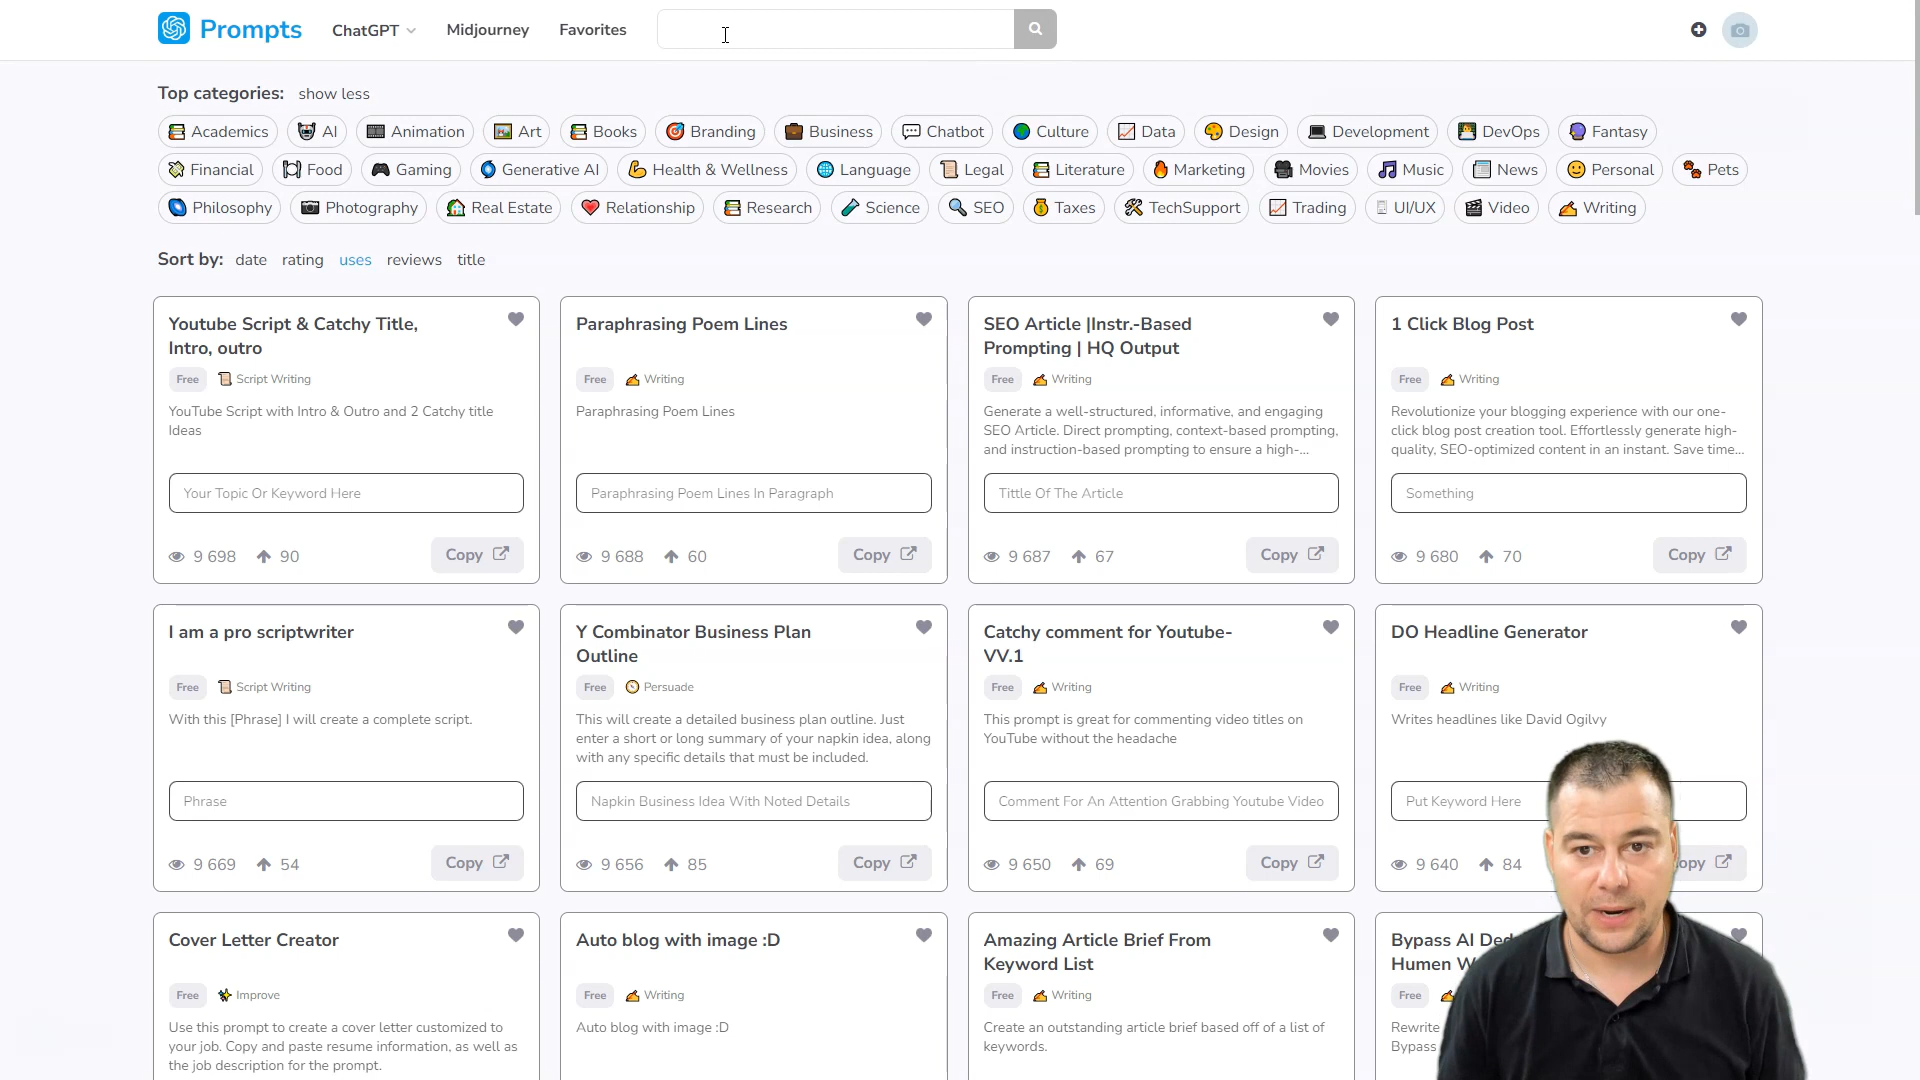 Prompts
ChatGPT
Midjourney
Favorites
Top categories: show less
Academics AI Animation Art Books Branding Business Chatbot Culture Data Design Development DevOps Fantasy
Financial Food Gaming Generative AI Health & Wellness Language Legal Literature Marketing Movies Music News Personal Pets
Philosophy Photography Real Estate Relationship Research Science SEO Taxes TechSupport Trading UI/UX Video Writing
Sort by: date rating uses reviews title
Youtube Script & Catchy Title,
Intro, outro
Free Script Writing
YouTube Script with Intro & Outro and 2 Catchy title
Ideas
Your Topic Or Keyword Here
9 698 90 Copy
Paraphrasing Poem Lines
Free Writing
Paraphrasing Poem Lines
Paraphrasing Poem Lines In Paragraph
9 688 60 Copy
SEO Article |Instr.-Based
Prompting | HQ Output
Free Writing
Generate a well-structured, informative, and engaging
SEO Article. Direct prompting, context-based prompting,
and instruction-based prompting to ensure a high-...
Tittle Of The Article
9 687 67 Copy
1 Click Blog Post
Free Writing
Revolutionize your blogging experience with our one-
click blog post creation tool. Effortlessly generate high-
quality, SEO-optimized content in an instant. Save time...
Something
9 680 70 Copy
I am a pro scriptwriter
Free Script Writing
With this [Phrase] I will create a complete script.
Phrase
9 669 54 Copy
Y Combinator Business Plan
Outline
Free Persuade
This will create a detailed business plan outline. Just
enter a short or long summary of your napkin idea, along
with any specific details that must be included.
Napkin Business Idea With Noted Details
9 656 85 Copy
Catchy comment for Youtube-
VV.1
Free Writing
This prompt is great for commenting video titles on
YouTube without the headache
Comment For An Attention Grabbing Youtube Video
9 650 69 Copy
DO Headline Generator
Free Writing
Writes headlines like David Ogilvy
Put Keyword Here
9 640 84 opy
Cover Letter Creator
Free Improve
Use this prompt to create a cover letter customized to
your job. Copy and paste resume information, as well as
the job description for the prompt.
Auto blog with image :D
Free Writing
Auto blog with image :D
Amazing Article Brief From
Keyword List
Free Writing
Create an outstanding article brief based off of a list of
keywords.
Bypass AI
Human
Free
Rewrite
Bypass